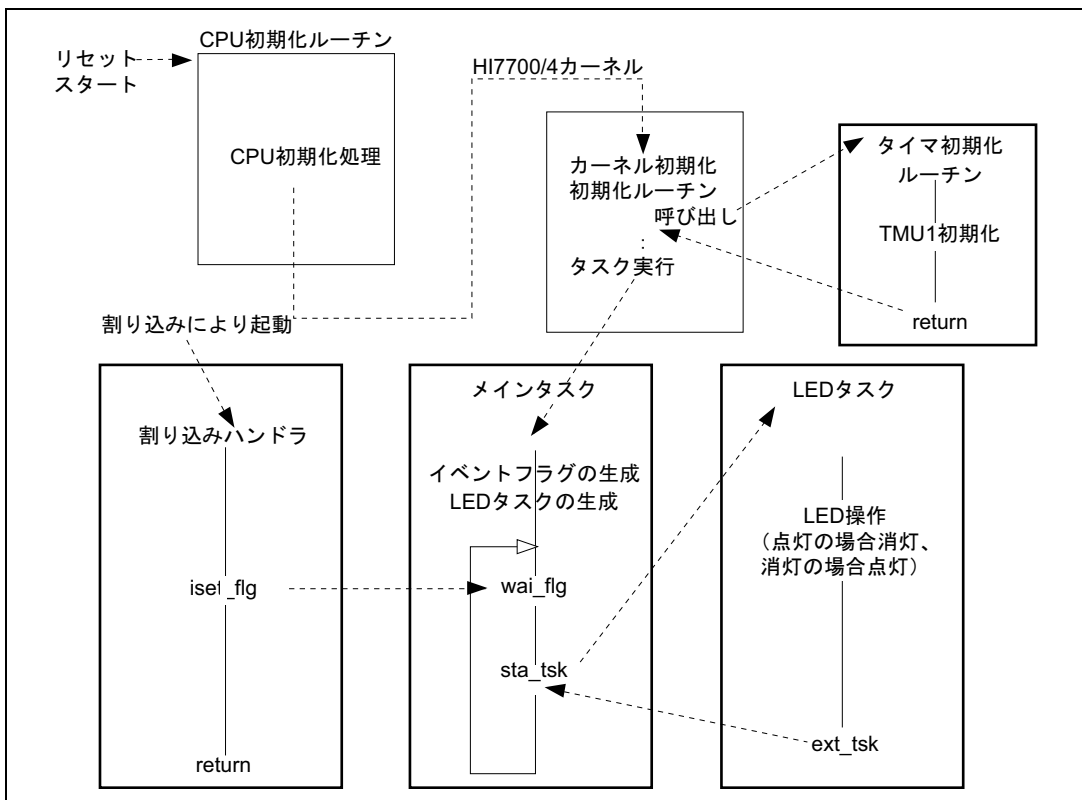 リセット
スタート
CPU初期化ルーチン
CPU初期化処理
HI7700/4カーネル
カーネル初期化
初期化ルーチン
呼び出し
:
タスク実行
タイマ初期化
ルーチン
TMU1初期化
return
割り込みにより起動
割り込みハンドラ
iset_flg
return
メインタスク
イベントフラグの生成
LEDタスクの生成
wai_flg
sta_tsk
LEDタスク
LED操作
（点灯の場合消灯、
消灯の場合点灯）
ext_tsk